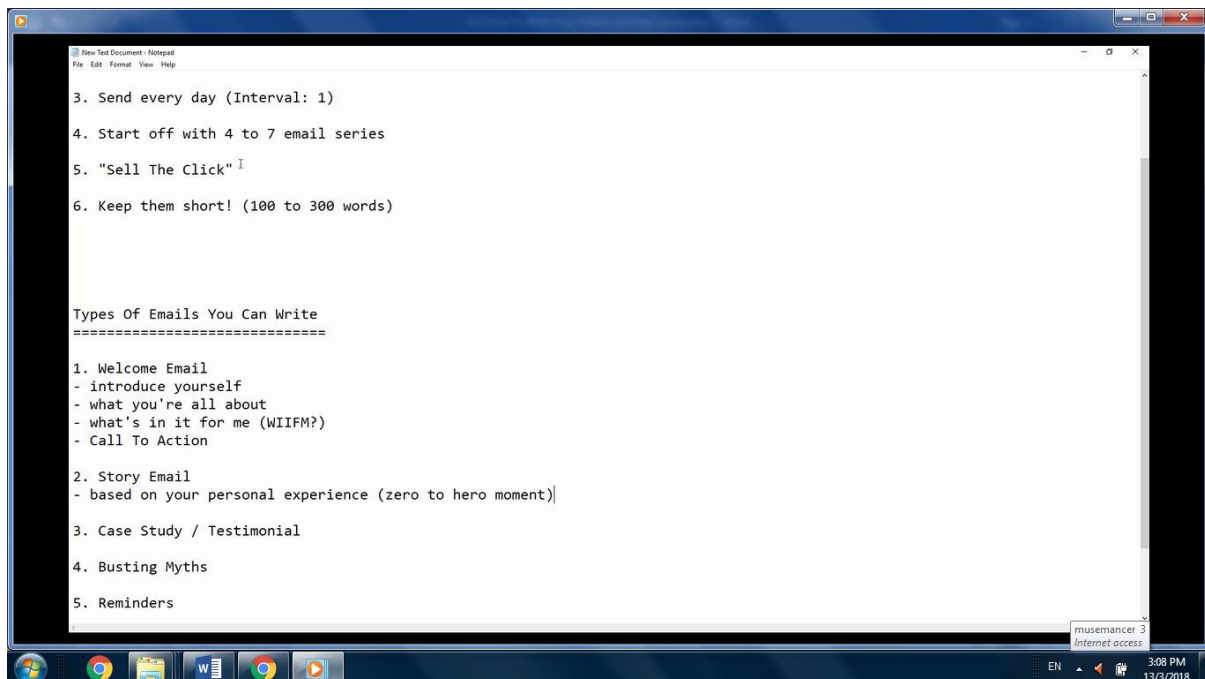 New Text Document - Notepad
File Edit Format View Help
3. Send every day (Interval: 1)
4. Start off with 4 to 7 email series
5. "Sell The Click"
6. Keep them short! (100 to 300 words)
Types Of Emails You Can Write
==============================
1. Welcome Email
- introduce yourself
- what you're all about
- what's in it for me (WIIFM?)
- Call To Action
2. Story Email
- based on your personal experience (zero to hero moment)
3. Case Study / Testimonial
4. Busting Myths
5. Reminders
musemancer 3
Internet access
EN
3:08 PM
13/3/2018